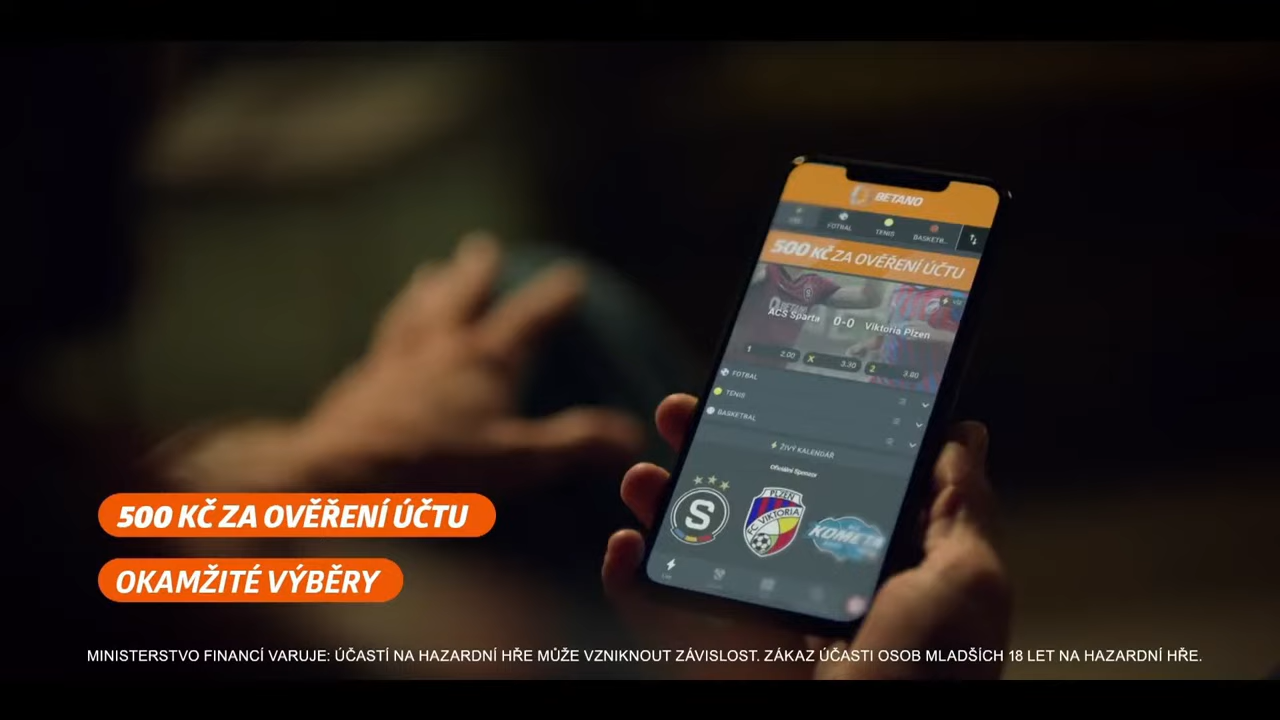 BETANO
FOTBAL
TENIS
BASKETB...
500 KČ ZA OVĚŘENÍ ÚČTU
BETANO
ACS Sparta 0-0 Viktoria Plzen
1 2.00 X 3.30 2 3.60
FOTBAL
TENIS
BASKETBAL
ŽIVÝ KALENDÁŘ
Oficiální Sponzor
S
PLZEŇ
FC VIKTORIA
KOMETA
500 KČ ZA OVĚŘENÍ ÚČTU
OKAMŽITÉ VÝBĚRY
MINISTERSTVO FINANCÍ VARUJE: ÚČASTÍ NA HAZARDNÍ HŘE MŮŽE VZNIKNOUT ZÁVISLOST. ZÁKAZ ÚČASTI OSOB MLADŠÍCH 18 LET NA HAZARDNÍ HŘE.